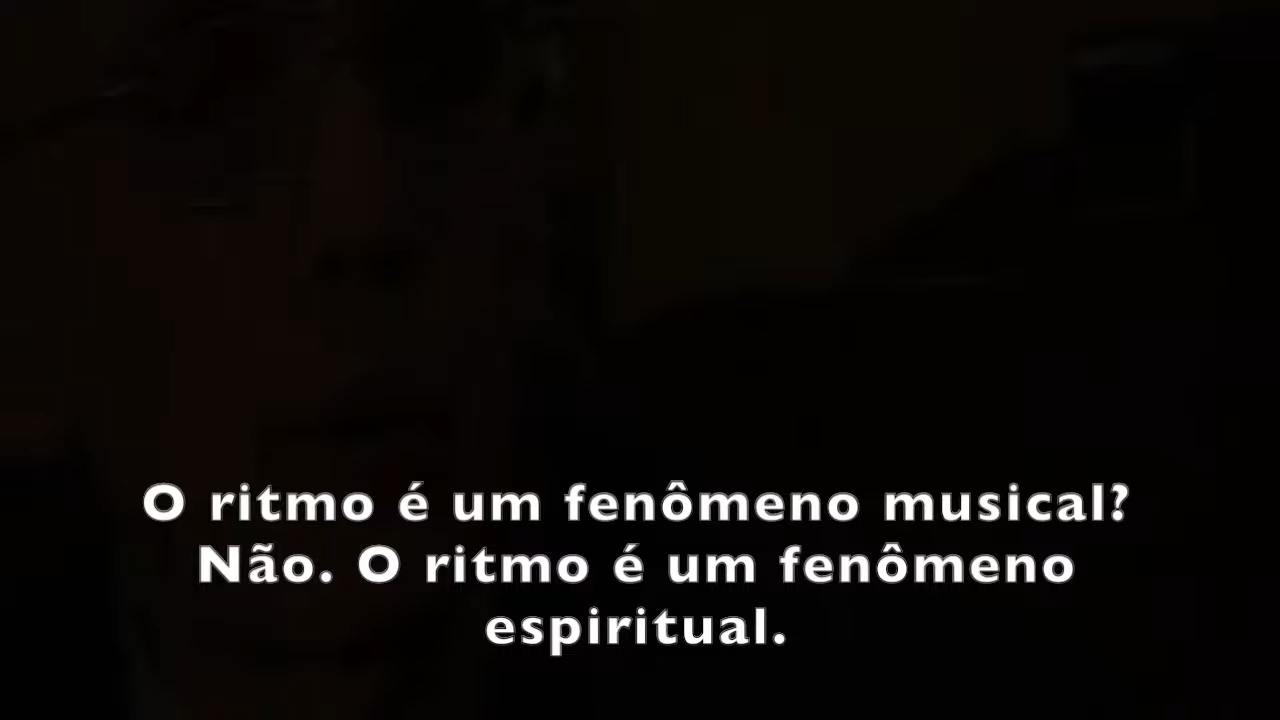 O ritmo é um fenômeno musical?
Não. O ritmo é um fenômeno
espiritual.